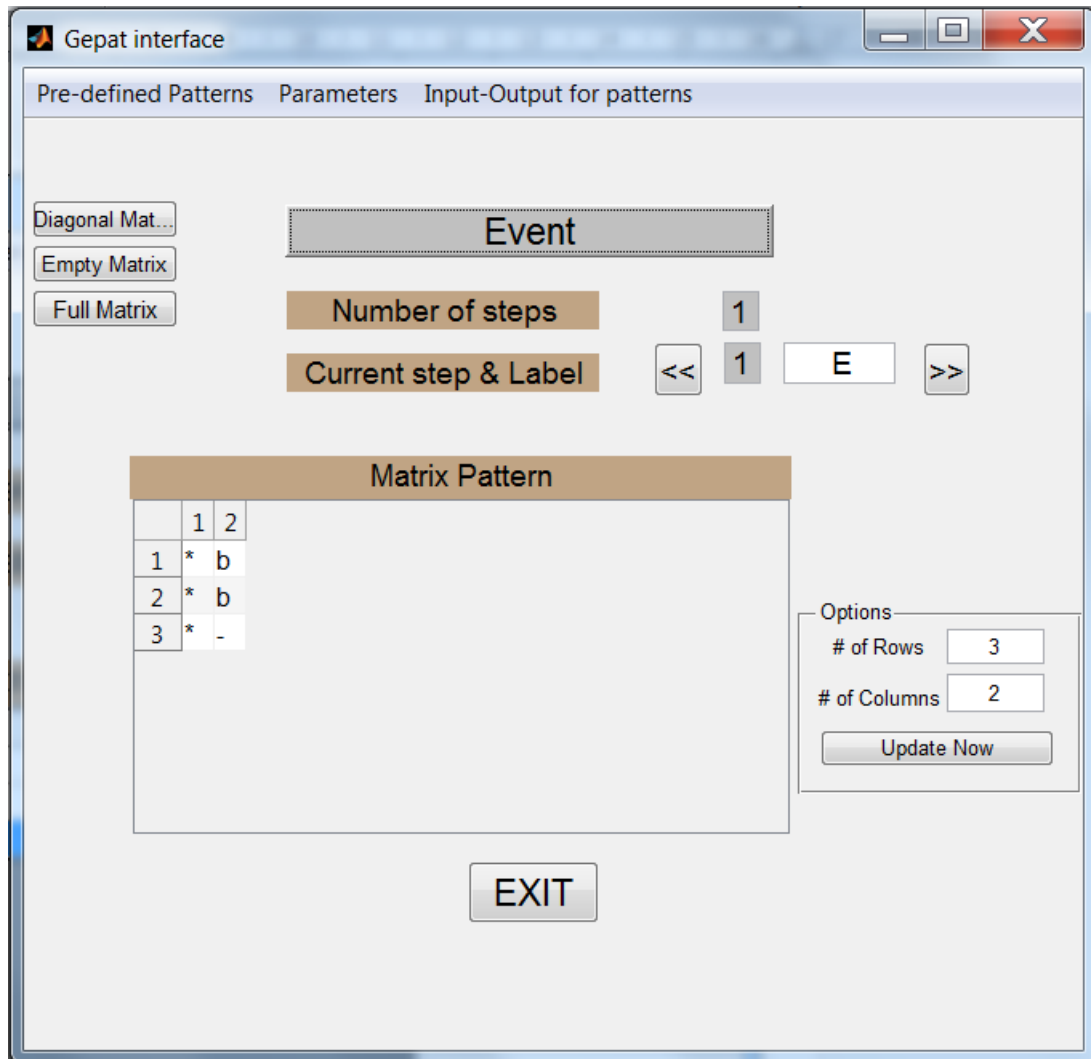 Gepat interface
Pre-defined Patterns Parameters Input-Output for patterns
Diagonal Mat...
Empty Matrix
Full Matrix
Event
Number of steps 1
Current step & Label << 1 E >>
Matrix Pattern
1 2
1 * b
2 * b
3 * -
Options
# of Rows 3
# of Columns 2
Update Now
EXIT